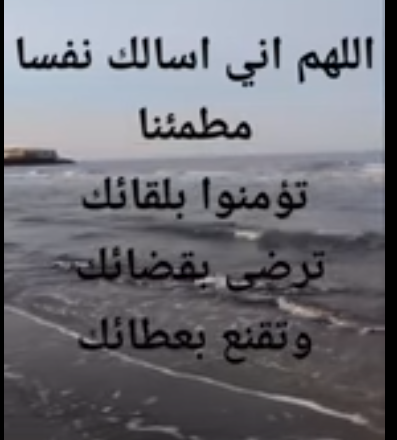 اللهم اني اسالك نفسا
مطمئنا
تؤمنوا بلقائك
ترضى بقضائك
وتقنع بعطائك